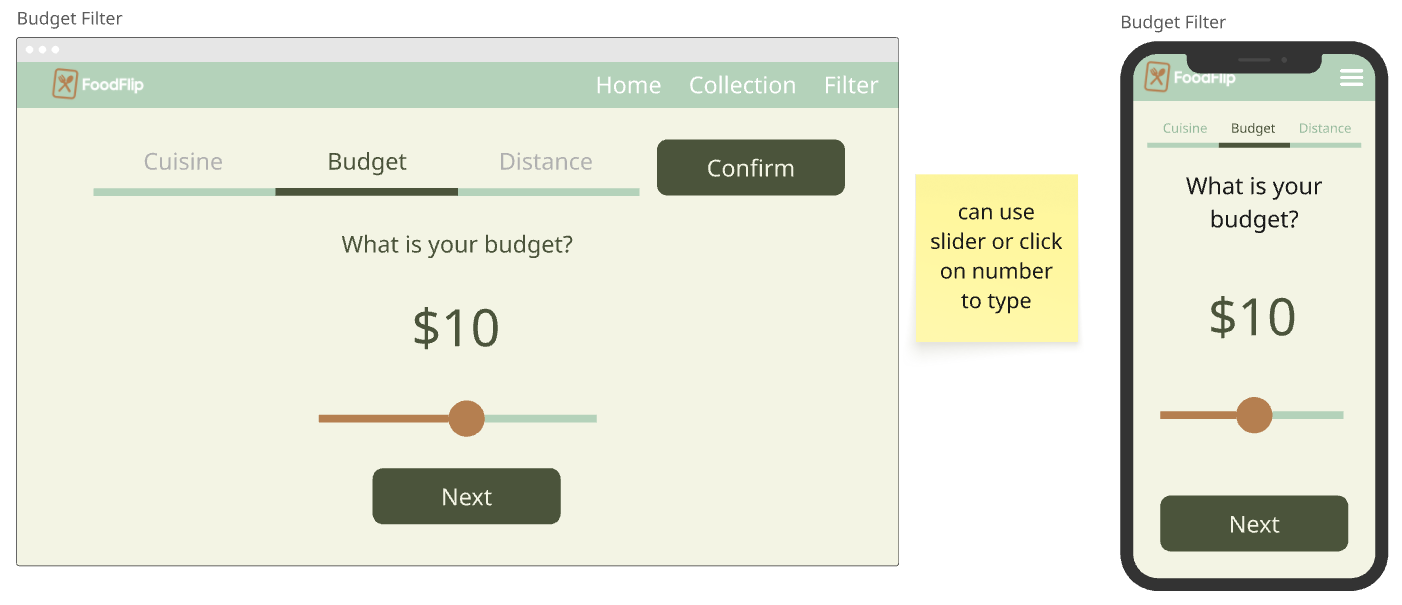 Budget Filter
FoodFlip
Home Collection Filter
Cuisine Budget Distance
Confirm
What is your budget?
$10
Next
can use
slider or click
on number
to type
Budget Filter
FoodFlip
Cuisine Budget Distance
What is your
budget?
$10
Next